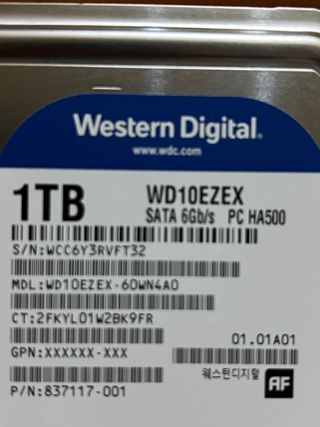 Western Digital.
www.wdc.com
1TB WD10EZEX
SATA 6Gb/s PC HA500
S/N:WCC6Y3RVFT32
MDL:WD10EZEX-60WN4A0
CT:2FKYL01W2BK9FR
01.01A01
GPN:XXXXXX-XXX
웨스턴디지털 AF
P/N:837117-001